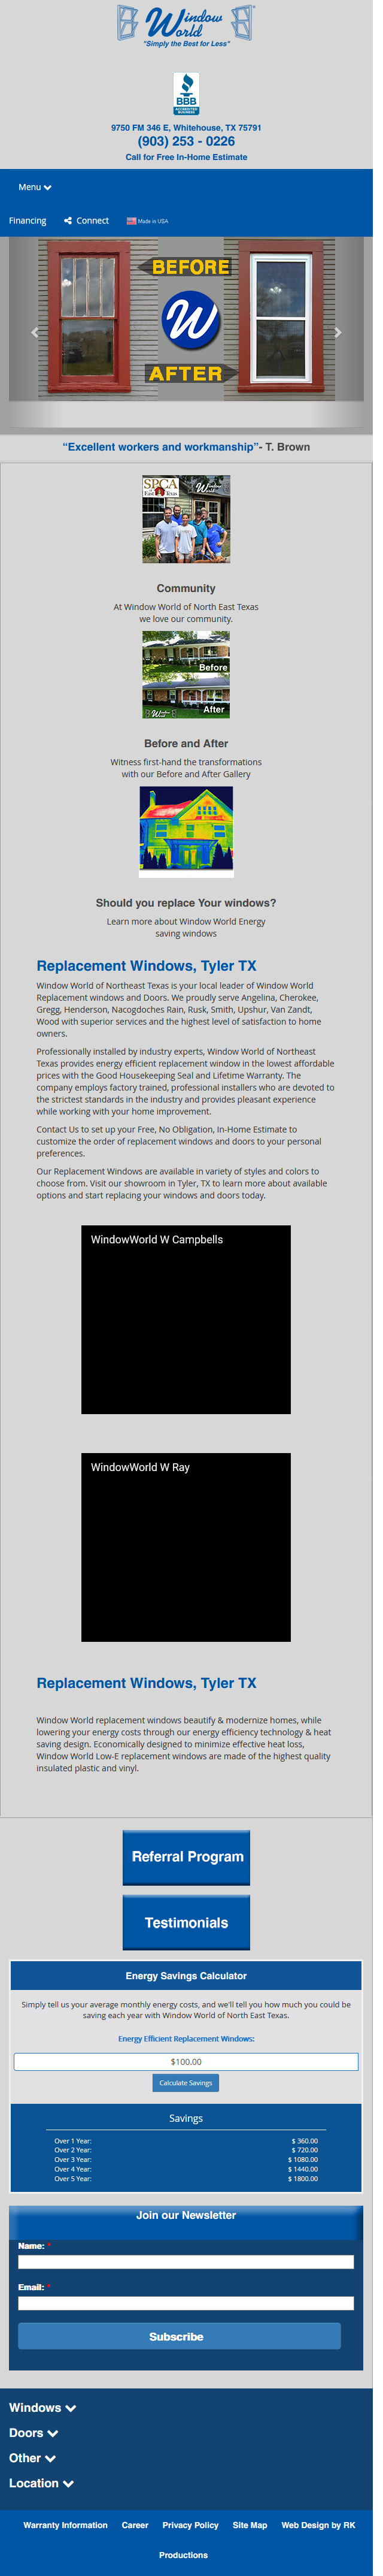 Window World
"Simply the Best for Less"
BBB
ACCREDITED BUSINESS
9750 FM 346 E, Whitehouse, TX 75791
(903) 253 - 0226
Call for Free In-Home Estimate
Menu
Financing Connect Made in USA
BEFORE
W
AFTER
“Excellent workers and workmanship”- T. Brown
SPCA
East Texas
Window
Community
At Window World of North East Texas
we love our community.
Before
After
Window
Before and After
Witness first-hand the transformations
with our Before and After Gallery
Should you replace Your windows?
Learn more about Window World Energy
saving windows
Replacement Windows, Tyler TX
Window World of Northeast Texas is your local leader of Window World
Replacement windows and Doors. We proudly serve Angelina, Cherokee,
Gregg, Henderson, Nacogdoches Rain, Rusk, Smith, Upshur, Van Zandt,
Wood with superior services and the highest level of satisfaction to home
owners.
Professionally installed by industry experts, Window World of Northeast
Texas provides energy efficient replacement window in the lowest affordable
prices with the Good Housekeeping Seal and Lifetime Warranty. The
company employs factory trained, professional installers who are devoted to
the strictest standards in the industry and provides pleasant experience
while working with your home improvement.
Contact Us to set up your Free, No Obligation, In-Home Estimate to
customize the order of replacement windows and doors to your personal
preferences.
Our Replacement Windows are available in variety of styles and colors to
choose from. Visit our showroom in Tyler, TX to learn more about available
options and start replacing your windows and doors today.
WindowWorld W Campbells
WindowWorld W Ray
Replacement Windows, Tyler TX
Window World replacement windows beautify & modernize homes, while
lowering your energy costs through our energy efficiency technology & heat
saving design. Economically designed to minimize effective heat loss,
Window World Low-E replacement windows are made of the highest quality
insulated plastic and vinyl.
Referral Program
Testimonials
Energy Savings Calculator
Simply tell us your average monthly energy costs, and we'll tell you how much you could be
saving each year with Window World of North East Texas.
Energy Efficient Replacement Windows:
$100.00
Calculate Savings
Savings
Over 1 Year: $ 360.00
Over 2 Year: $ 720.00
Over 3 Year: $ 1080.00
Over 4 Year: $ 1440.00
Over 5 Year: $ 1800.00
Join our Newsletter
Name: *
Email: *
Subscribe
Windows
Doors
Other
Location
Warranty Information Career Privacy Policy Site Map Web Design by RK
Productions